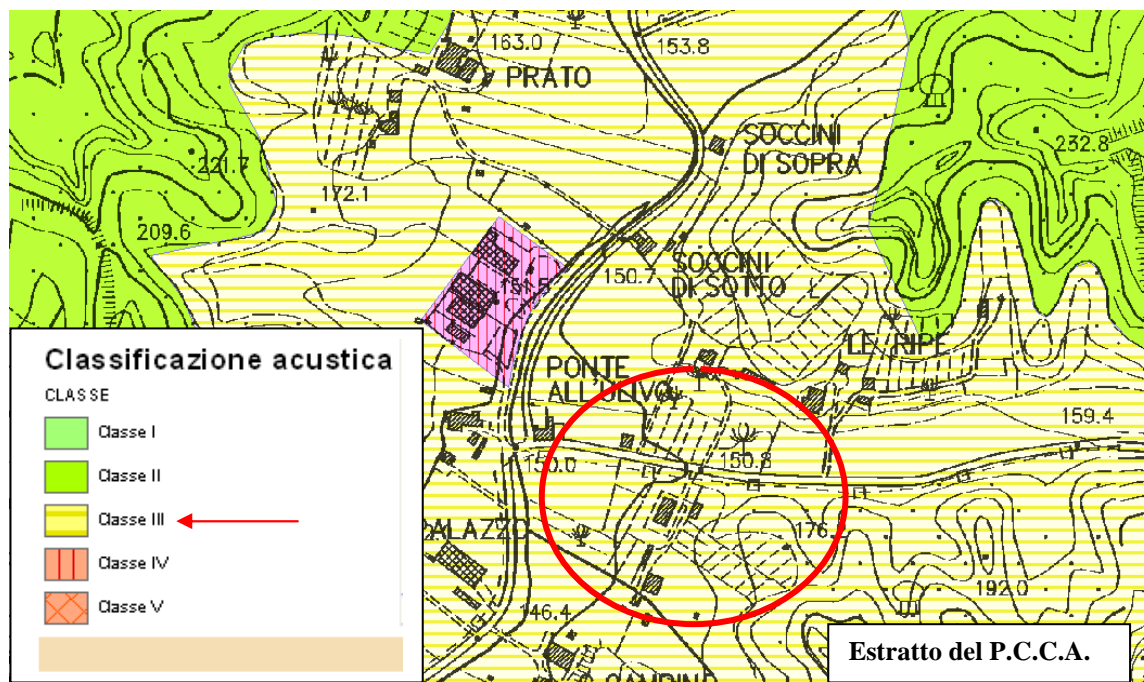 163.0
153.8
PRATO
SOCCINI
DI SOPRA
232.8
221.7
172.1
209.6
150.7
SOCCINI
DI SOTTO
LE RIPE
PONTE
ALL'OLIVO
159.4
150.0
150.8
176.
ALAZZO
192.0
146.4
Classificazione acustica
CLASSE
Classe I
Classe II
Classe III
Classe IV
Classe V
Estratto del P.C.C.A.